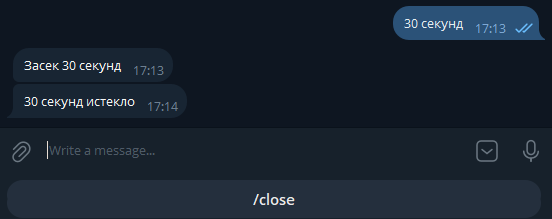 30 секунд 17:13
Засек 30 секунд 17:13
30 секунд истекло 17:14
Write a message...
/close